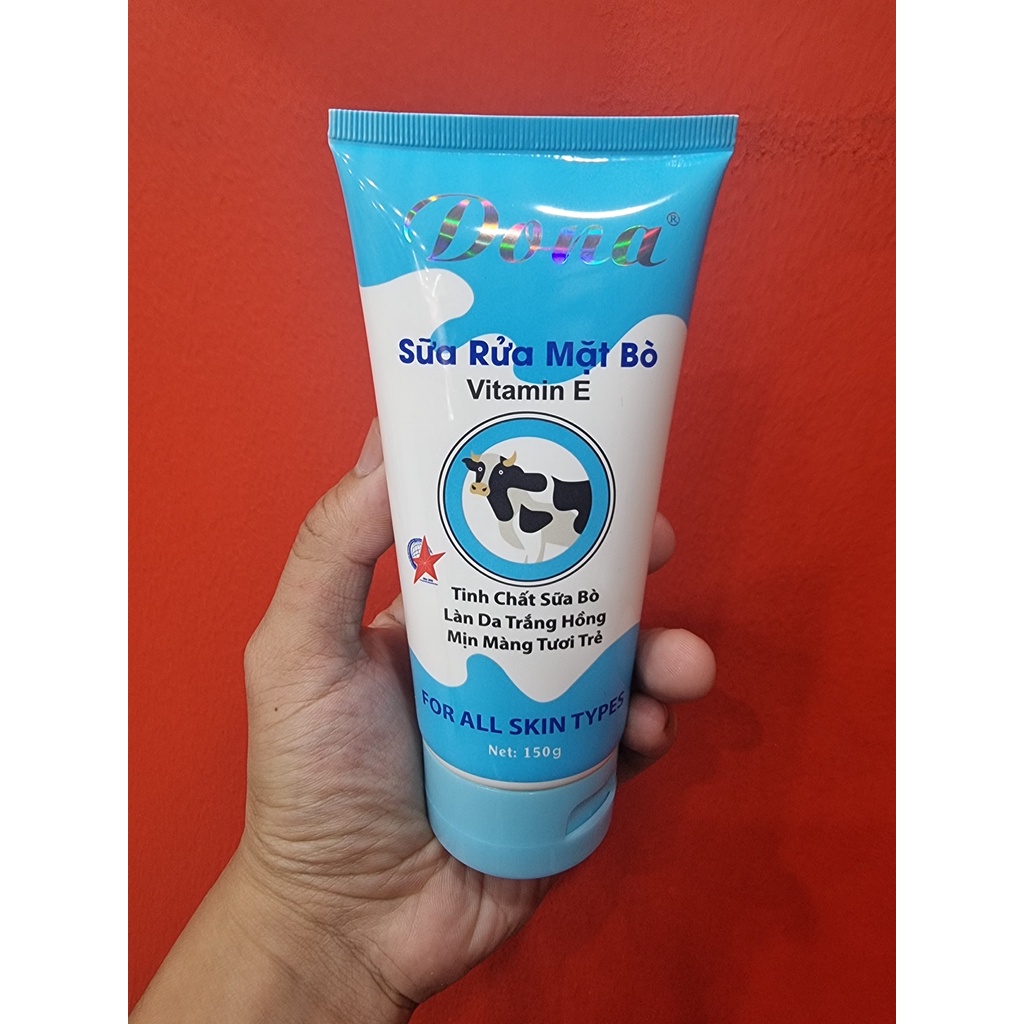 Dona®
Sữa Rửa Mặt Bò
Vitamin E
Tinh Chất Sữa Bò
Làn Da Trắng Hồng
Mịn Màng Tươi Trẻ
FOR ALL SKIN TYPES
Net: 150g